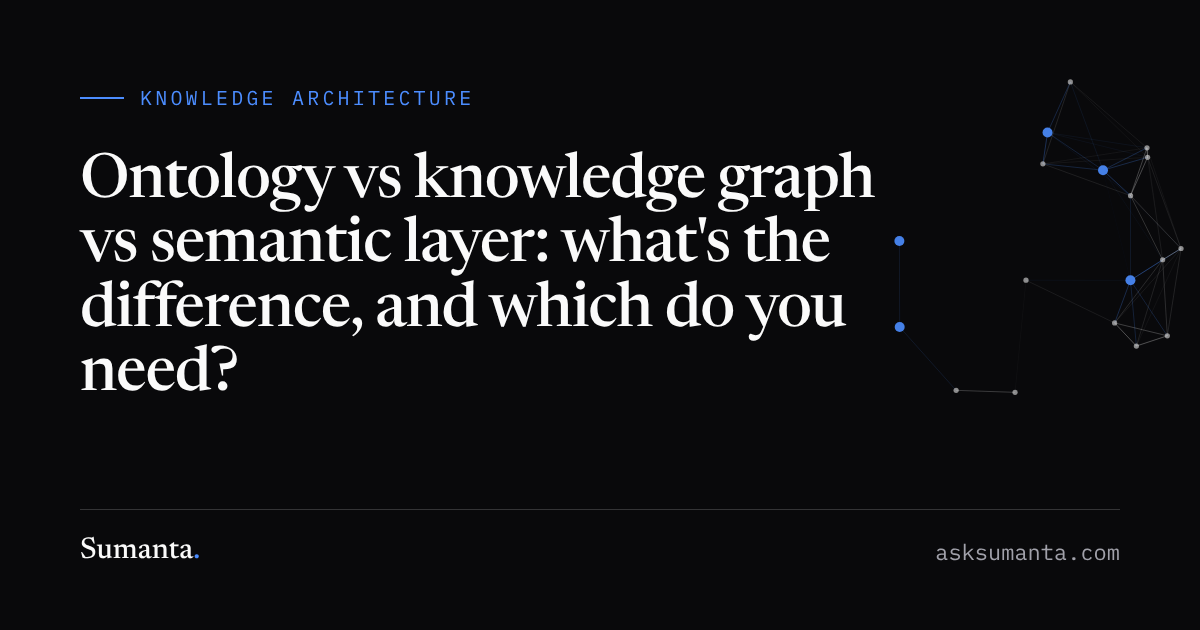 KNOWLEDGE ARCHITECTURE
Ontology vs knowledge graph
vs semantic layer: what's the
difference, and which do you
need?
Sumanta.
asksumanta.com